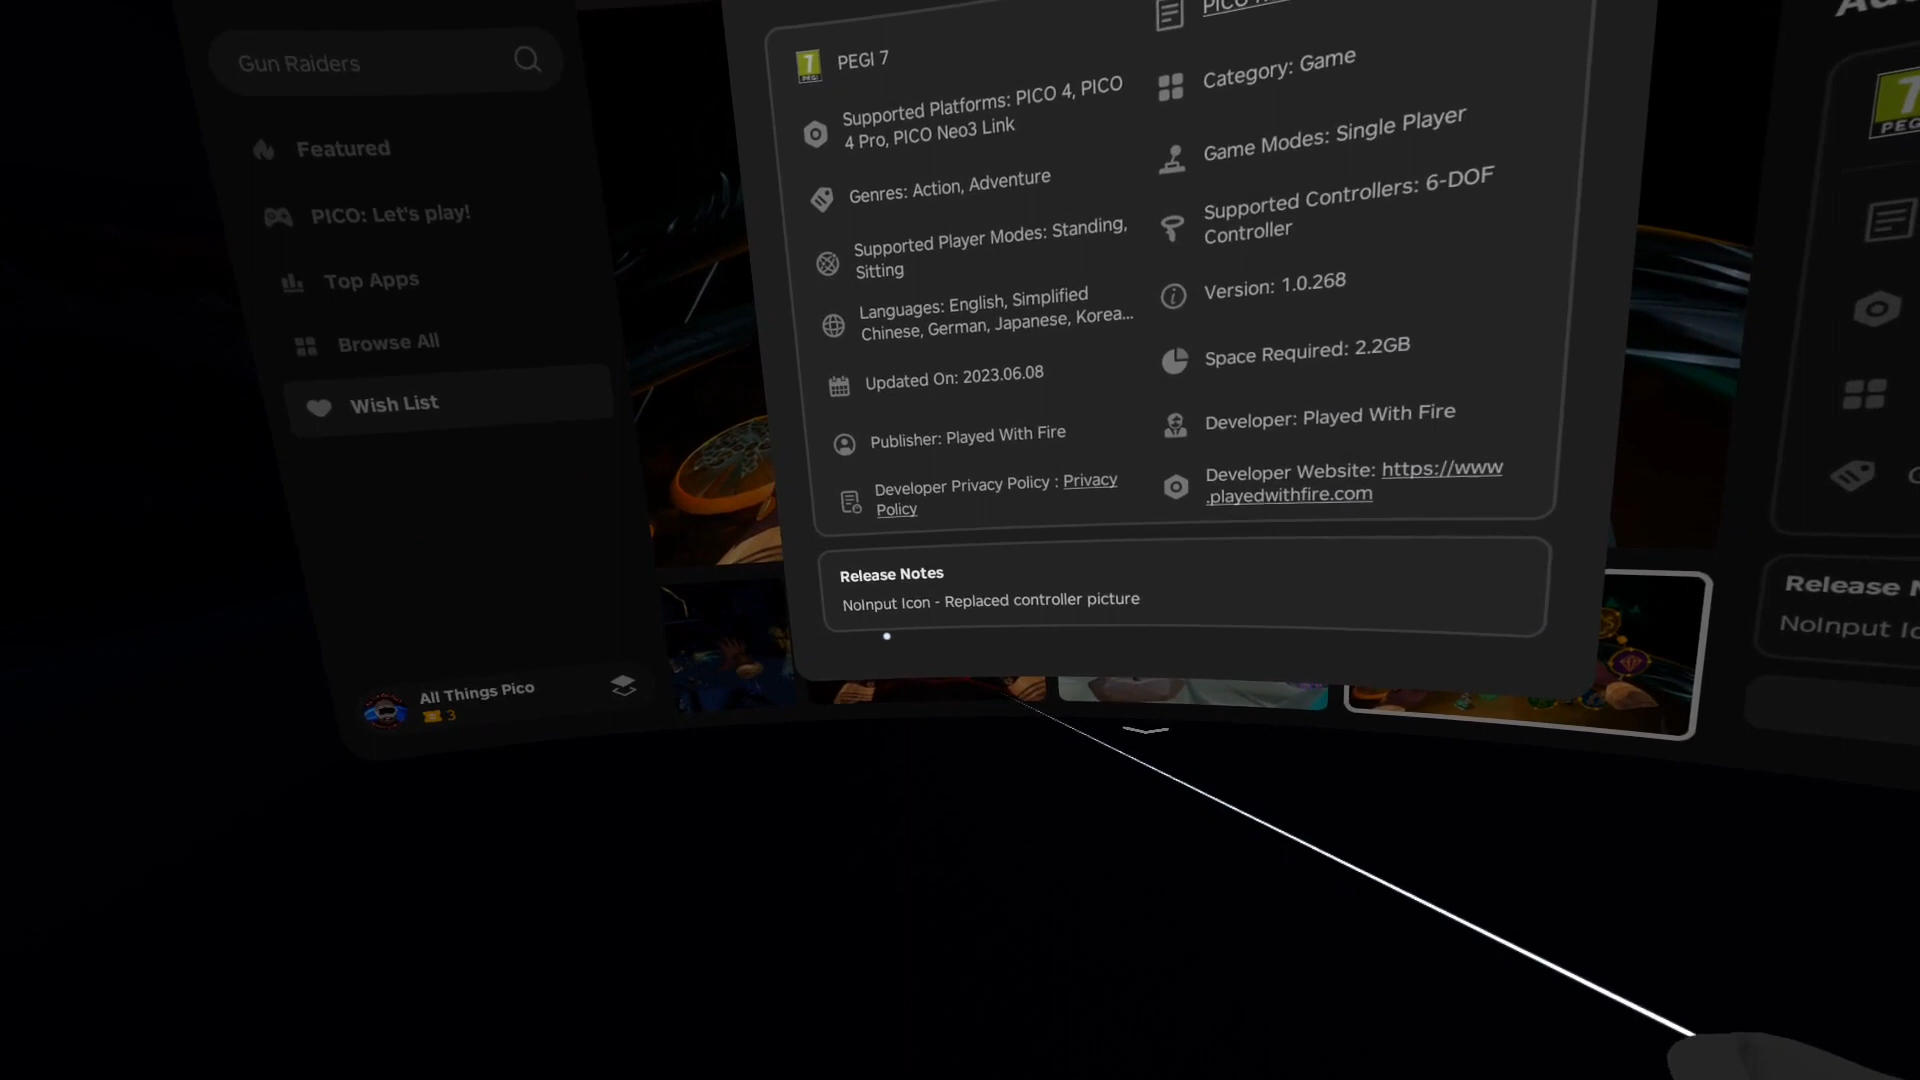 Gun Raiders
Featured
PICO: Let's play!
Top Apps
Browse All
Wish List
All Things Pico
3
7
PEGI
PEGI 7
Supported Platforms: PICO 4, PICO
4 Pro, PICO Neo3 Link
Genres: Action, Adventure
Supported Player Modes: Standing,
Sitting
Languages: English, Simplified
Chinese, German, Japanese, Korea...
Updated On: 2023.06.08
Publisher: Played With Fire
Developer Privacy Policy : Privacy
Policy
PICO
Category: Game
Game Modes: Single Player
Supported Controllers: 6-DOF
Controller
Version: 1.0.268
Space Required: 2.2GB
Developer: Played With Fire
Developer Website: https://www
.playedwithfire.com
Release Notes
NoInput Icon - Replaced controller picture
7
PEGI
Release
NoInput